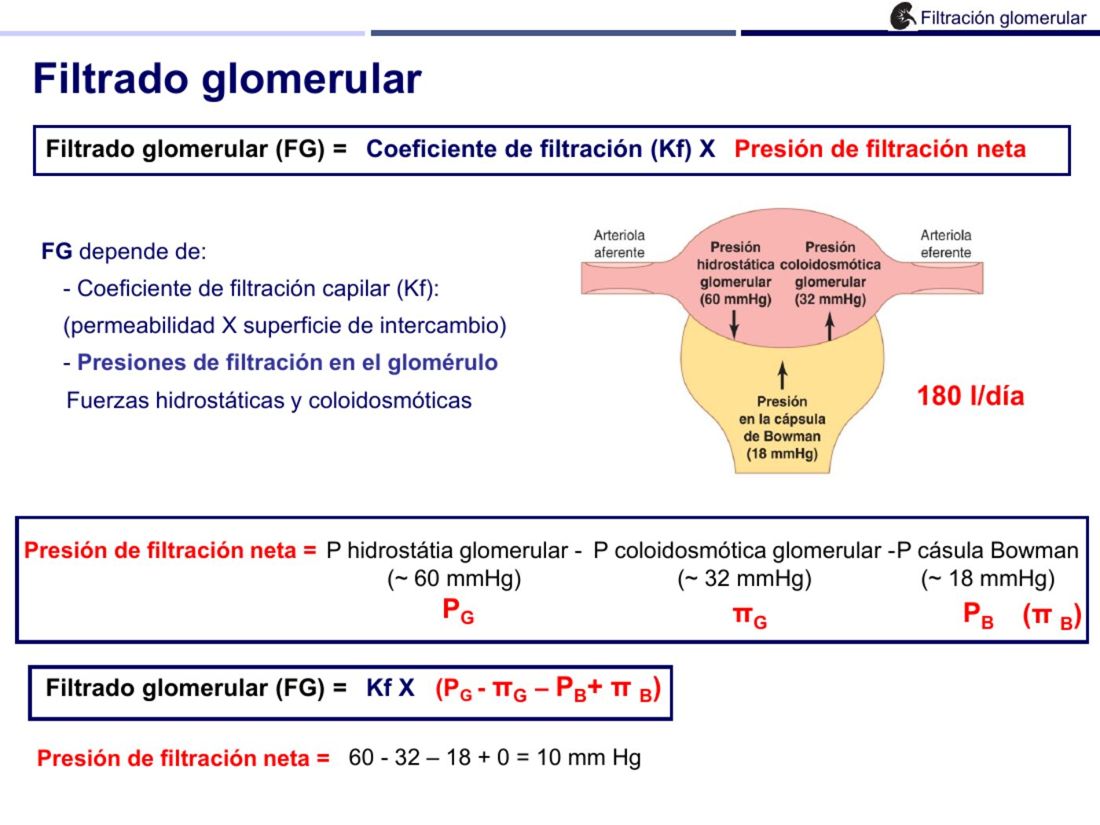 Filtración glomerular
Filtrado glomerular
Filtrado glomerular (FG) = Coeficiente de filtración (Kf) X Presión de filtración neta
FG depende de:
- Coeficiente de filtración capilar (Kf):
(permeabilidad X superficie de intercambio)
- Presiones de filtración en el glomérulo
Fuerzas hidrostáticas y coloidosmóticas
Arteriola
aferente
Presión
hidrostática
glomerular
(60 mmHg)
Presión
coloidosmótica
glomerular
(32 mmHg)
Arteriola
eferente
Presión
en la cápsula
de Bowman
(18 mmHg)
180 l/día
Presión de filtración neta = P hidrostátia glomerular - P coloidosmótica glomerular -P cásula Bowman
(~ 60 mmHg) (~ 32 mmHg) (~ 18 mmHg)
PG πG PB (π B)
Filtrado glomerular (FG) = Kf X (PG - πG – PB+ π B)
Presión de filtración neta = 60 - 32 – 18 + 0 = 10 mm Hg